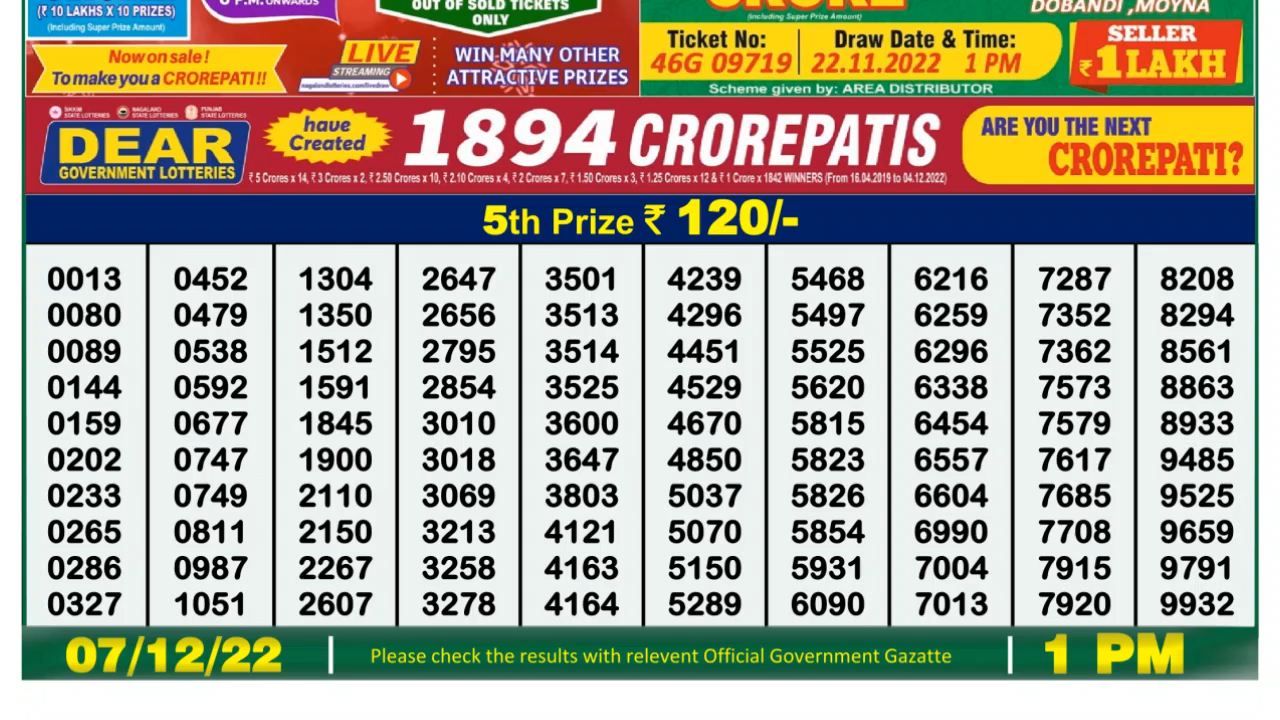 (₹ 10 LAKHS X 10 PRIZES)
(Including Super Prize Amount)
P.M. ONWARDS
OUT OF SOLD TICKETS
ONLY
Now on sale!
To make you a CROREPATI!!
LIVE
STREAMING
nagalandlotteries.com/livedraw
WIN MANY OTHER
ATTRACTIVE PRIZES
CRORE
(Including Super Prize Amount)
DOBANDI ,MOYNA
Ticket No:
46G 09719
Draw Date & Time:
22.11.2022 1 PM
SELLER
₹1 LAKH
Scheme given by: AREA DISTRIBUTOR
SIKKIM STATE LOTTERIES
NAGALAND STATE LOTTERIES
PUNJAB STATE LOTTERIES
DEAR
GOVERNMENT LOTTERIES
have
Created
1894 CROREPATIS
₹ 5 Crores x 14, ₹ 3 Crores x 2, ₹ 2.50 Crores x 10, ₹ 2.10 Crores x 4, ₹ 2 Crores x 7, ₹ 1.50 Crores x 3, ₹ 1.25 Crores x 12 & ₹ 1 Crore x 1842 WINNERS (From 16.04.2019 to 04.12.2022)
ARE YOU THE NEXT
CROREPATI?
5th Prize ₹ 120/-
0013 0452 1304 2647 3501 4239 5468 6216 7287 8208
0080 0479 1350 2656 3513 4296 5497 6259 7352 8294
0089 0538 1512 2795 3514 4451 5525 6296 7362 8561
0144 0592 1591 2854 3525 4529 5620 6338 7573 8863
0159 0677 1845 3010 3600 4670 5815 6454 7579 8933
0202 0747 1900 3018 3647 4850 5823 6557 7617 9485
0233 0749 2110 3069 3803 5037 5826 6604 7685 9525
0265 0811 2150 3213 4121 5070 5854 6990 7708 9659
0286 0987 2267 3258 4163 5150 5931 7004 7915 9791
0327 1051 2607 3278 4164 5289 6090 7013 7920 9932
07/12/22
Please check the results with relevent Official Government Gazatte
1 PM